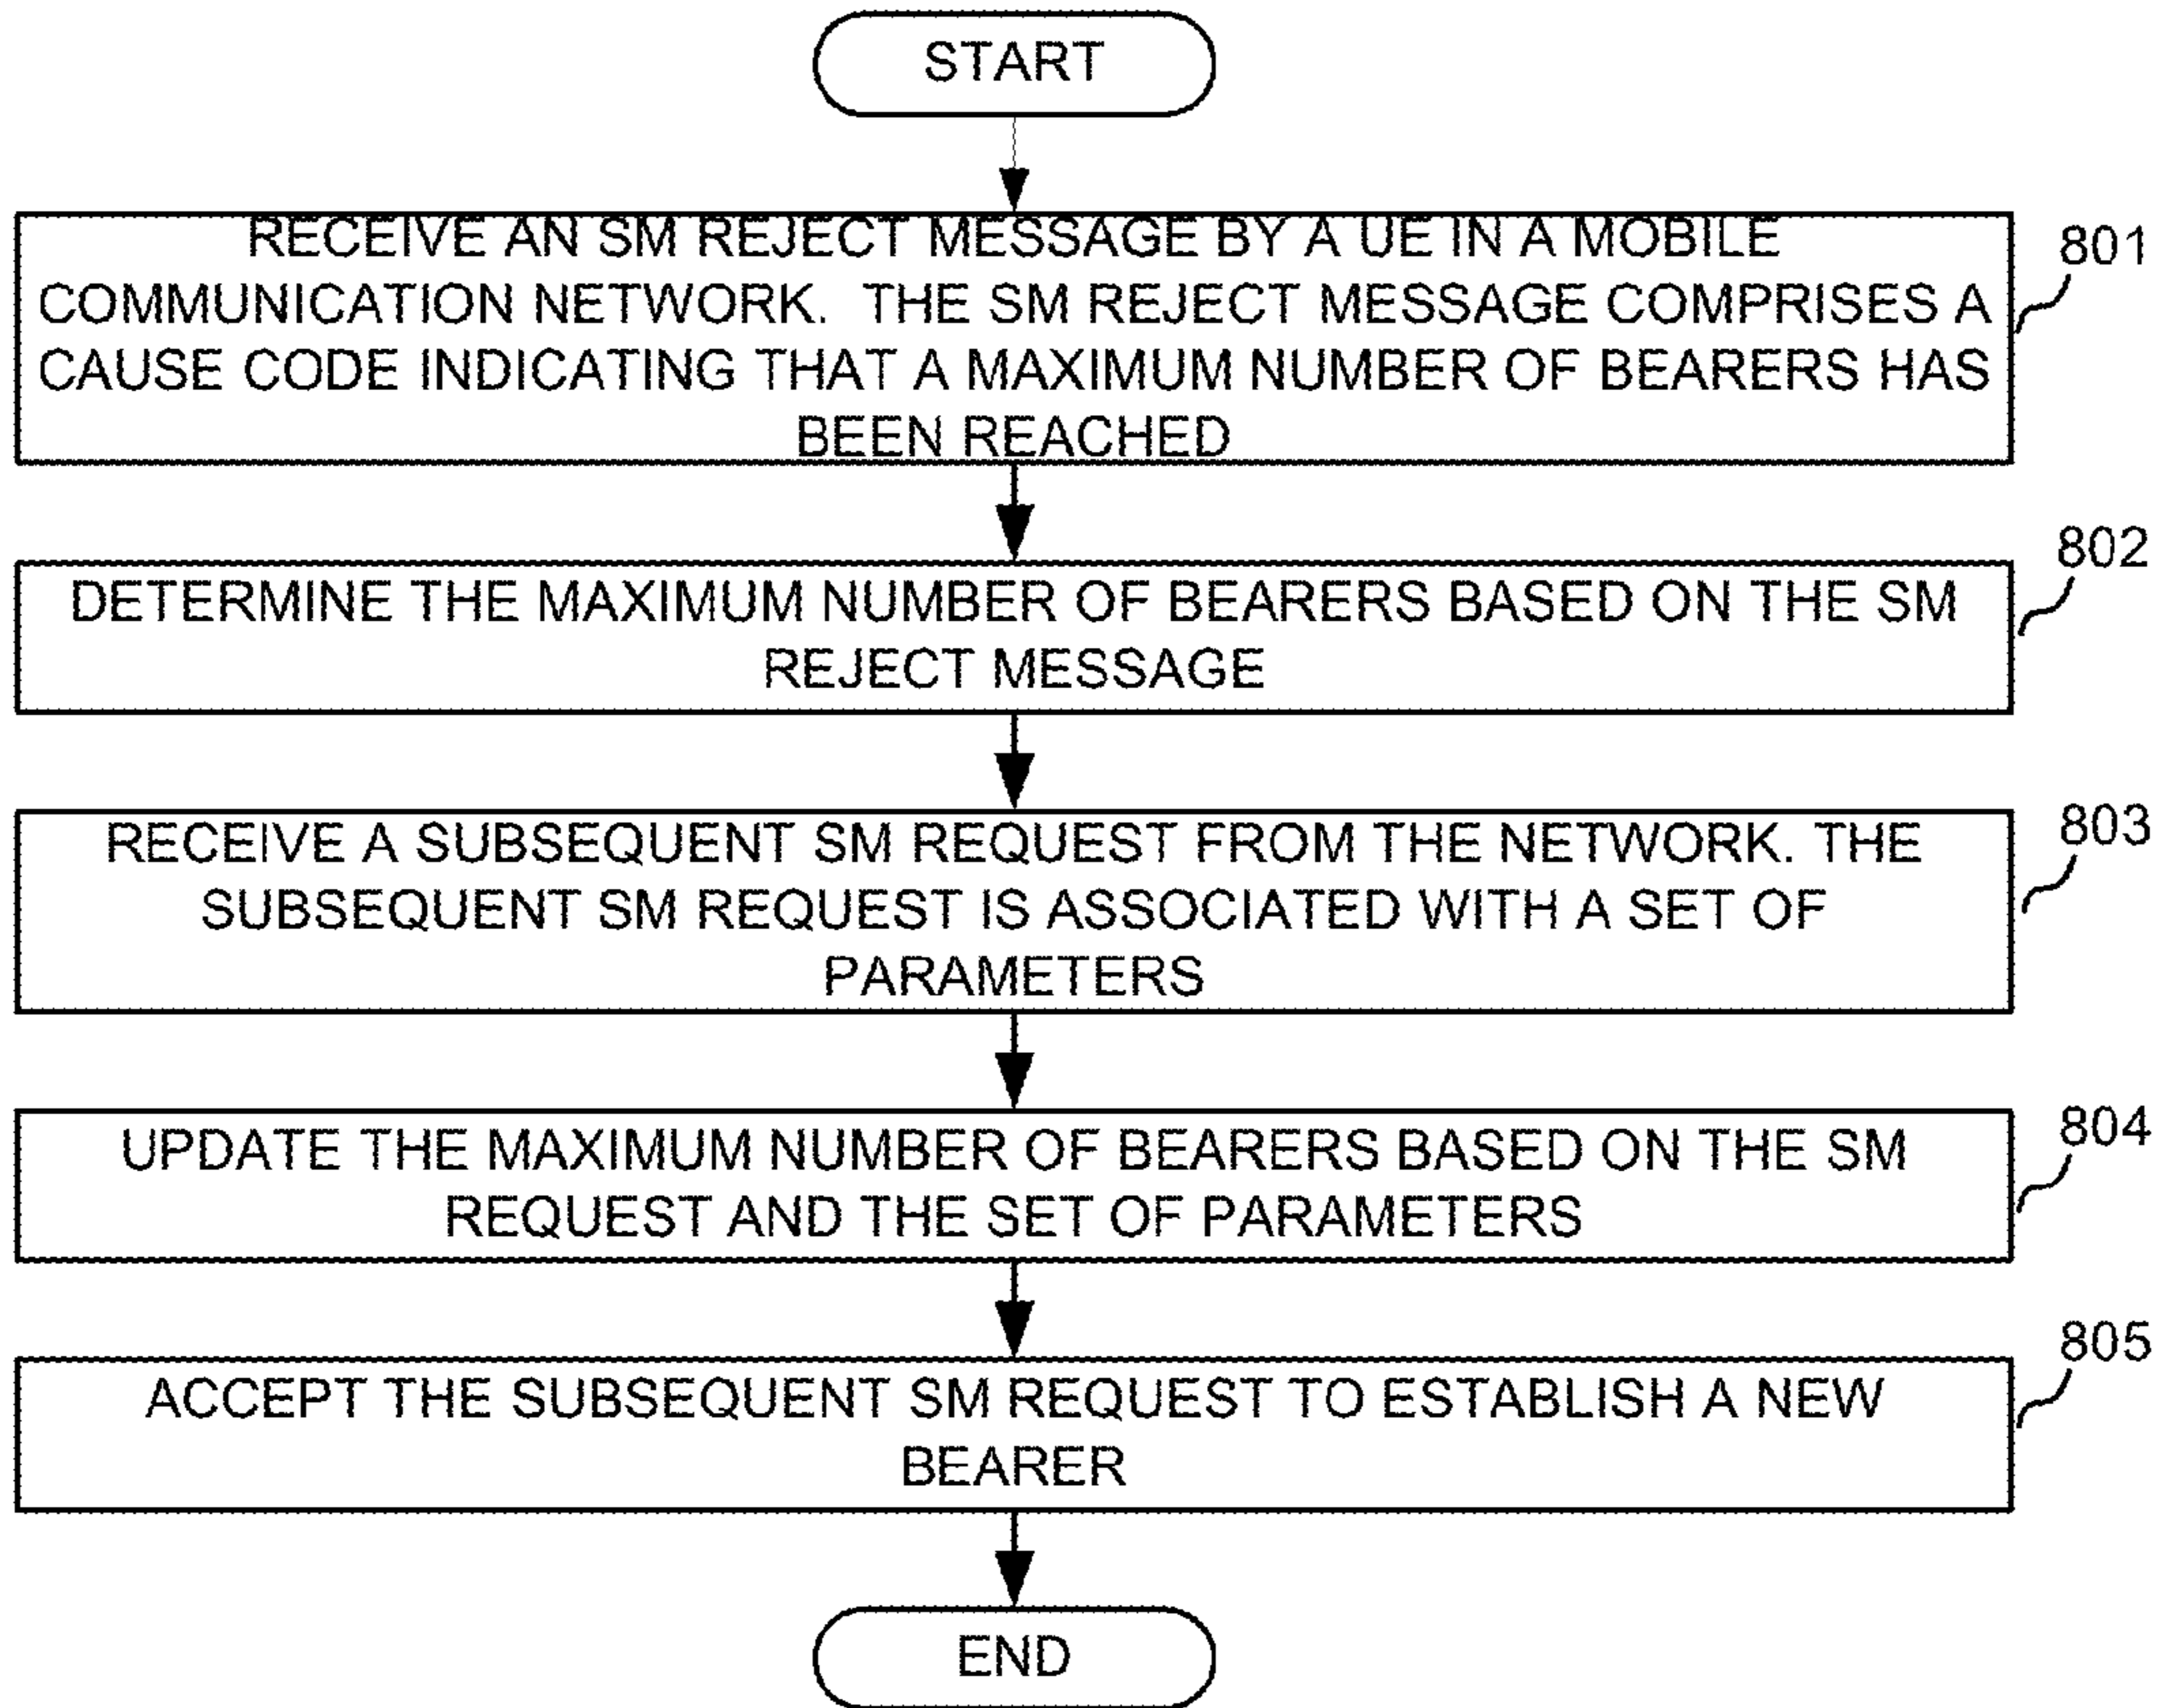 START
RECEIVE AN SM REJECT MESSAGE BY A UE IN A MOBILE
COMMUNICATION NETWORK. THE SM REJECT MESSAGE COMPRISES A
CAUSE CODE INDICATING THAT A MAXIMUM NUMBER OF BEARERS HAS
BEEN REACHED
801
DETERMINE THE MAXIMUM NUMBER OF BEARERS BASED ON THE SM
REJECT MESSAGE
802
RECEIVE A SUBSEQUENT SM REQUEST FROM THE NETWORK. THE
SUBSEQUENT SM REQUEST IS ASSOCIATED WITH A SET OF
PARAMETERS
803
UPDATE THE MAXIMUM NUMBER OF BEARERS BASED ON THE SM
REQUEST AND THE SET OF PARAMETERS
804
ACCEPT THE SUBSEQUENT SM REQUEST TO ESTABLISH A NEW
BEARER
805
END